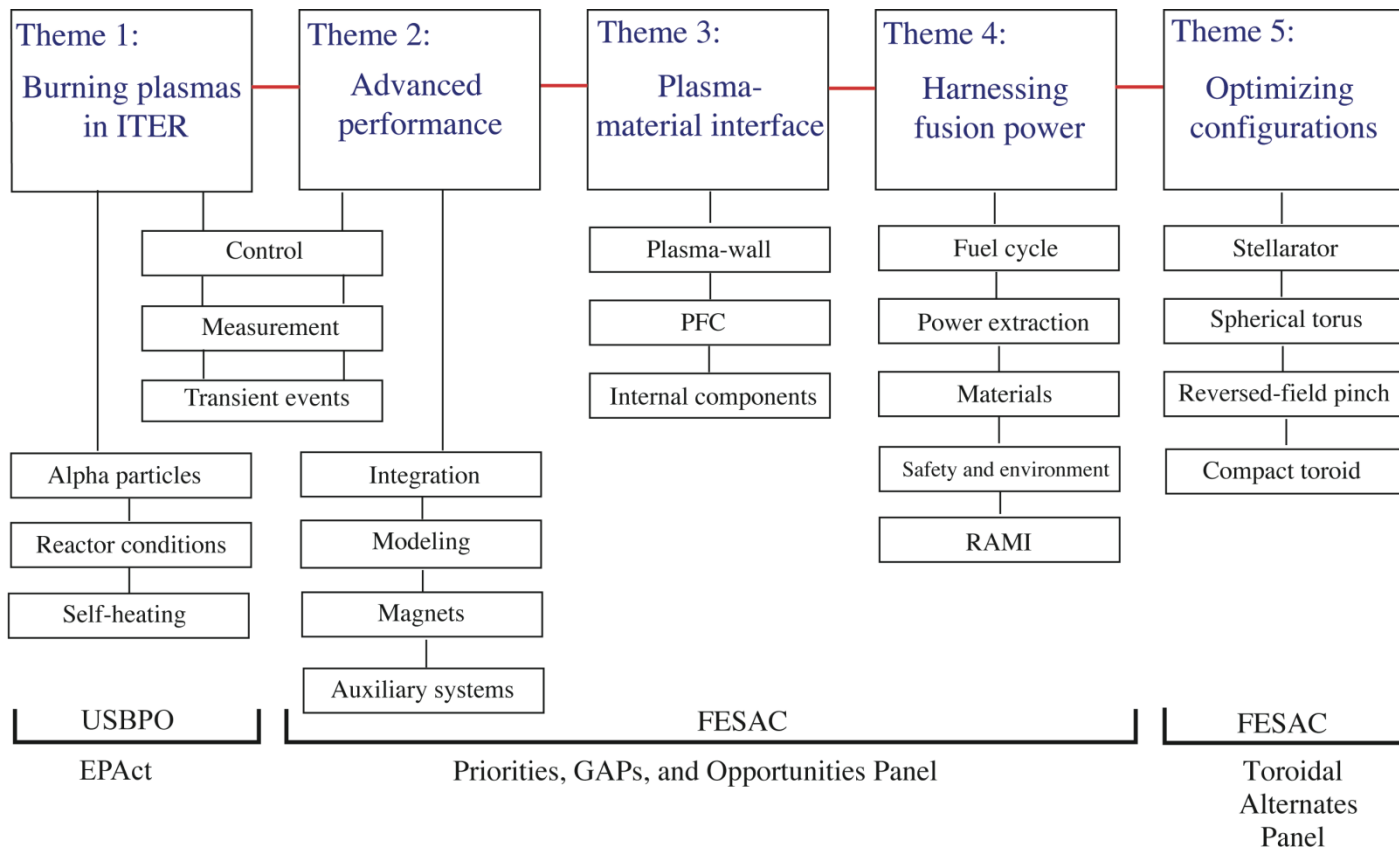 Theme 1:
Burning plasmas
in ITER
Theme 2:
Advanced
performance
Theme 3:
Plasma-
material interface
Theme 4:
Harnessing
fusion power
Theme 5:
Optimizing
configurations
Control
Measurement
Transient events
Alpha particles
Reactor conditions
Self-heating
Integration
Modeling
Magnets
Auxiliary systems
Plasma-wall
PFC
Internal components
Fuel cycle
Power extraction
Materials
Safety and environment
RAMI
Stellarator
Spherical torus
Reversed-field pinch
Compact toroid
USBPO
EPAct
FESAC
Priorities, GAPs, and Opportunities Panel
FESAC
Toroidal
Alternates
Panel